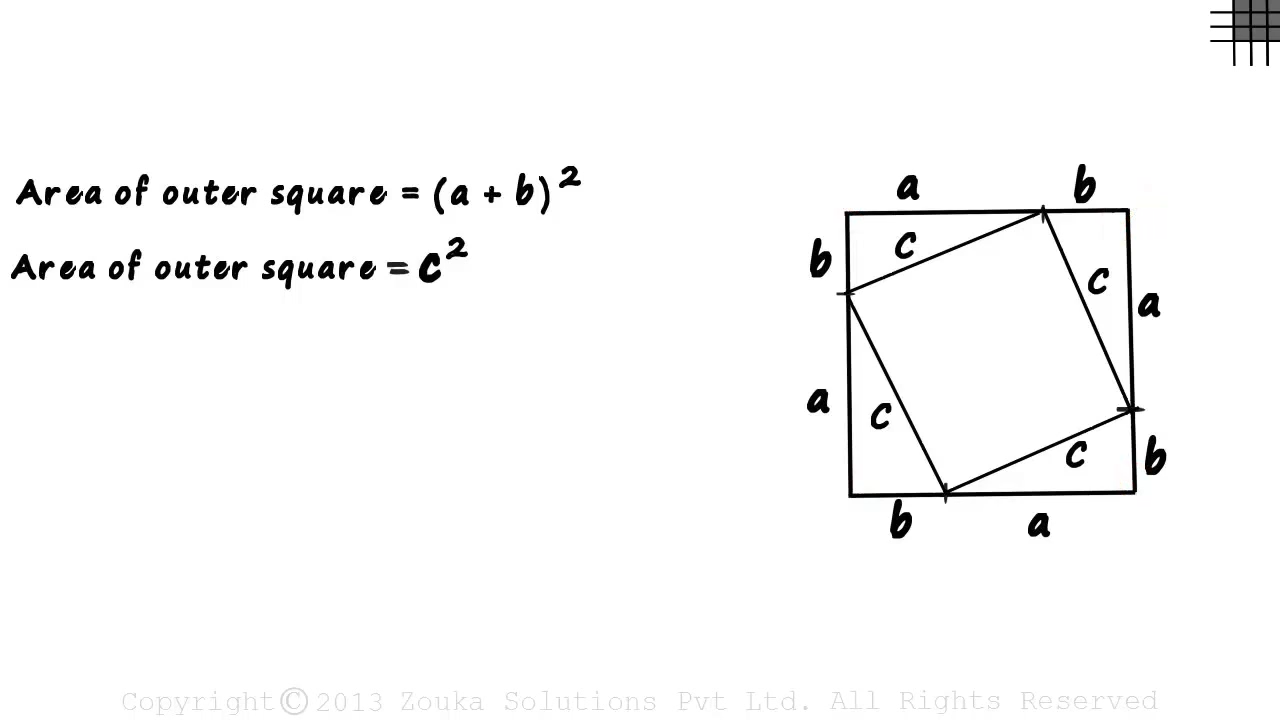 Area of outer square = (a + b)²
Area of outer square = c²
a
b
b
c
c
a
a
c
c
b
b
a
Copyright © 2013 Zouka Solutions Pvt Ltd. All Rights Reserved